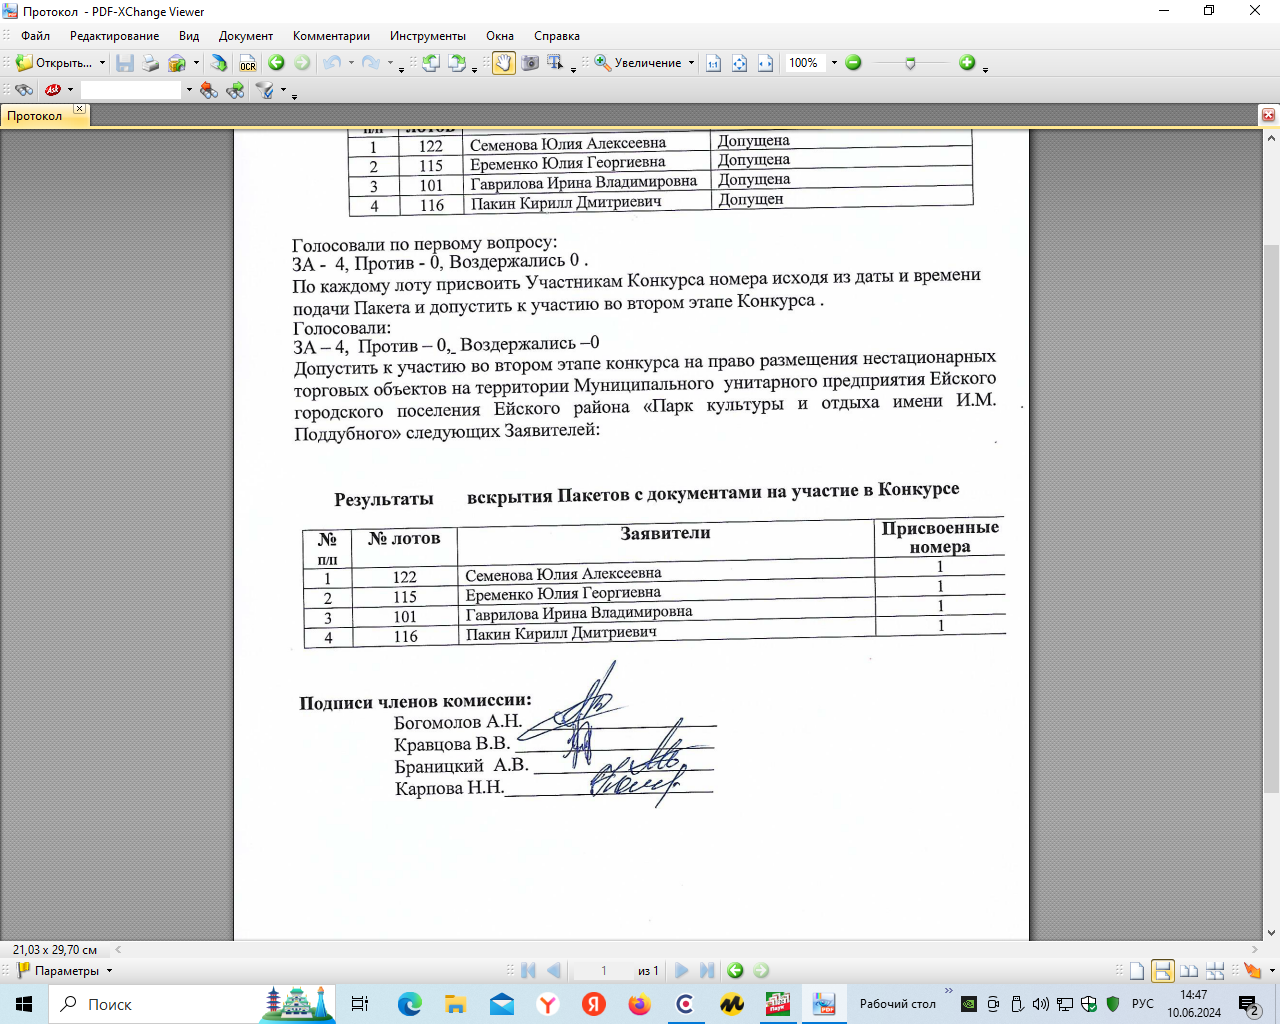 Протокол - PDF-XChange Viewer
Файл Редактирование Вид Документ Комментарии Инструменты Окна Справка
Открыть... OCR Увеличение 100%
Протокол
п/п лотов
1 122 Семенова Юлия Алексеевна Допущена
2 115 Еременко Юлия Георгиевна Допущена
3 101 Гаврилова Ирина Владимировна Допущена
4 116 Пакин Кирилл Дмитриевич Допущен
Голосовали по первому вопросу:
ЗА - 4, Против - 0, Воздержались 0 .
По каждому лоту присвоить Участникам Конкурса номера исходя из даты и времени
подачи Пакета и допустить к участию во втором этапе Конкурса .
Голосовали:
ЗА – 4, Против – 0, Воздержались –0
Допустить к участию во втором этапе конкурса на право размещения нестационарных
торговых объектов на территории Муниципального унитарного предприятия Ейского
городского поселения Ейского района «Парк культуры и отдыха имени И.М.
Поддубного» следующих Заявителей:
Результаты вскрытия Пакетов с документами на участие в Конкурсе
№ п/п № лотов Заявители Присвоенные номера
1 122 Семенова Юлия Алексеевна 1
2 115 Еременко Юлия Георгиевна 1
3 101 Гаврилова Ирина Владимировна 1
4 116 Пакин Кирилл Дмитриевич 1
Подписи членов комиссии:
Богомолов А.Н.
Кравцова В.В.
Браницкий А.В.
Карпова Н.Н.
21,03 x 29,70 см
Параметры 1 из 1
Поиск Рабочий стол РУС 14:47
10.06.2024 2